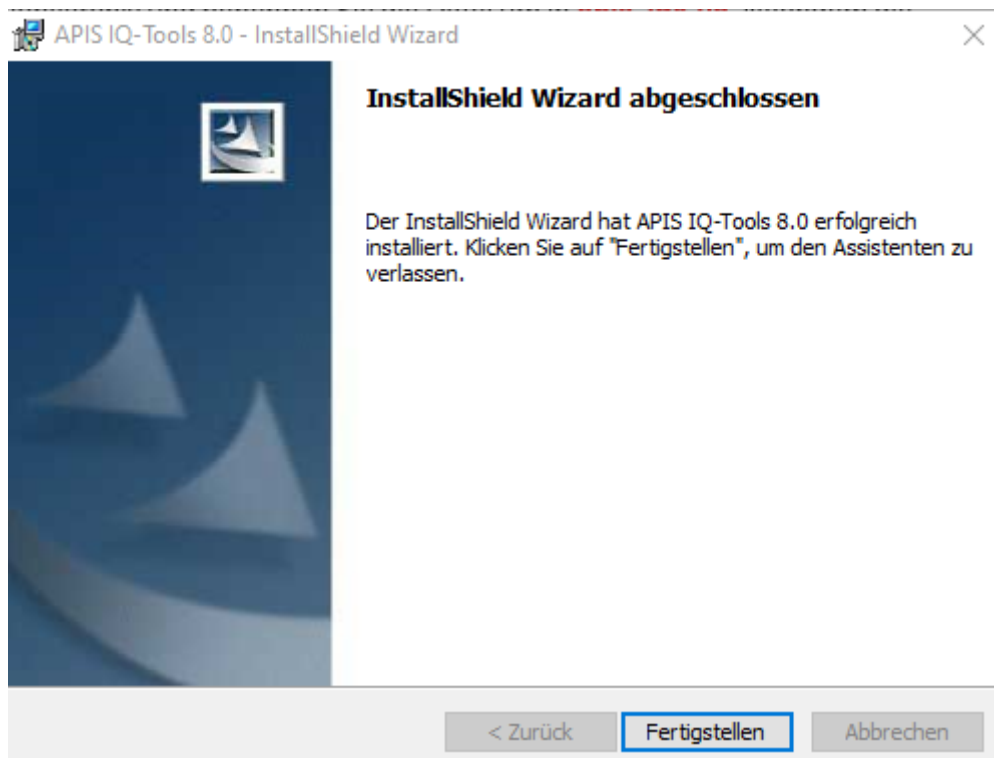 APIS IQ-Tools 8.0 - InstallShield Wizard
InstallShield Wizard abgeschlossen
Der InstallShield Wizard hat APIS IQ-Tools 8.0 erfolgreich
installiert. Klicken Sie auf "Fertigstellen", um den Assistenten zu
verlassen.
< Zurück
Fertigstellen
Abbrechen